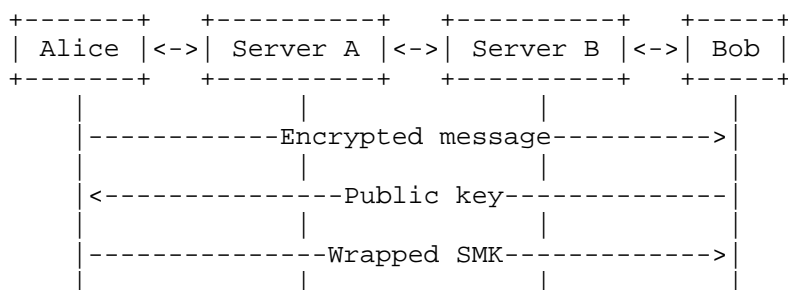 Alice <-> Server A <-> Server B <-> Bob
Encrypted message
Public key
Wrapped SMK